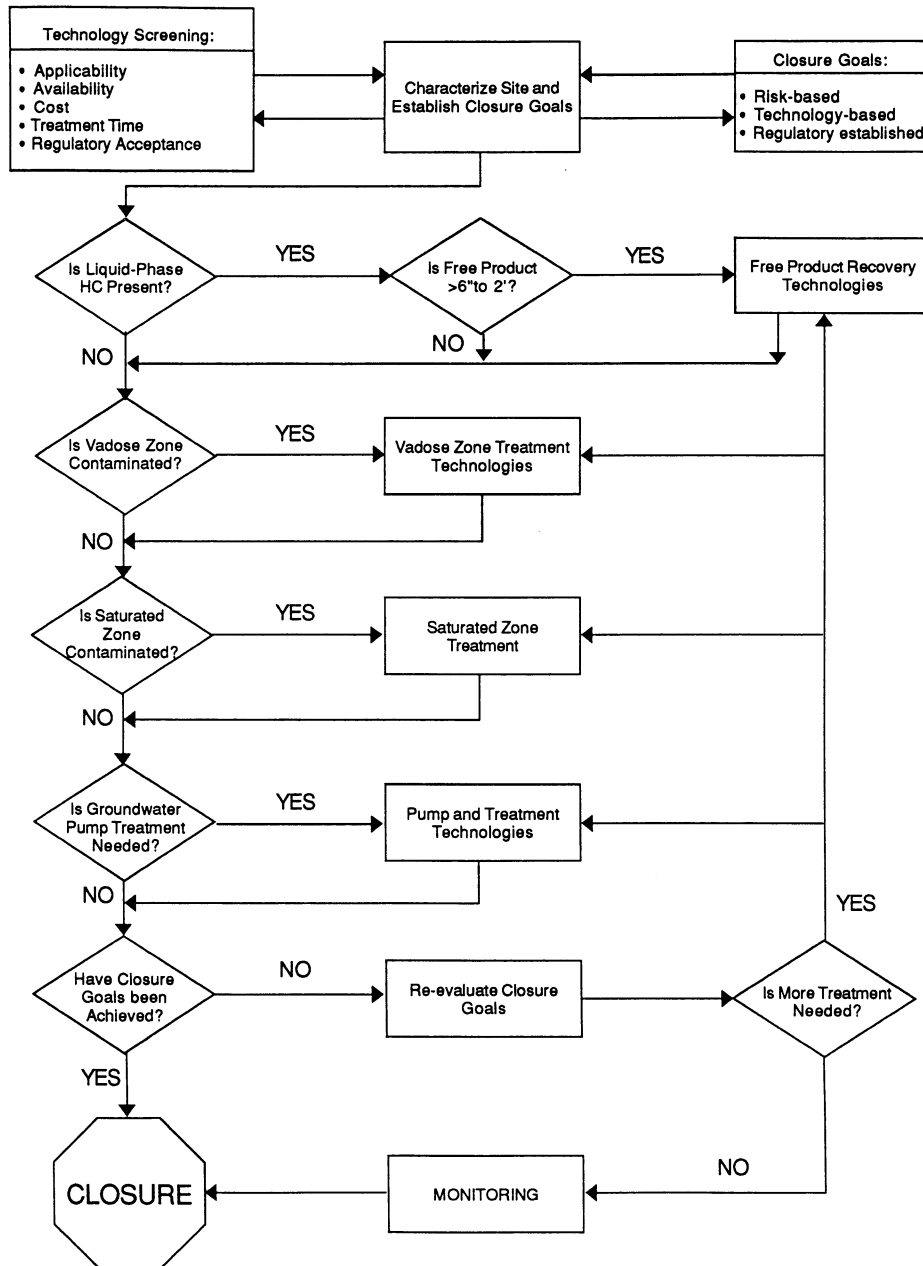 Technology Screening:
• Applicability
• Availability
• Cost
• Treatment Time
• Regulatory Acceptance
Characterize Site and
Establish Closure Goals
Closure Goals:
• Risk-based
• Technology-based
• Regulatory established
Is Liquid-Phase
HC Present?
YES
Is Free Product
>6"to 2'?
YES
Free Product Recovery
Technologies
NO
NO
Is Vadose Zone
Contaminated?
YES
Vadose Zone Treatment
Technologies
NO
Is Saturated
Zone
Contaminated?
YES
Saturated Zone
Treatment
NO
Is Groundwater
Pump Treatment
Needed?
YES
Pump and Treatment
Technologies
NO
YES
Have Closure
Goals been
Achieved?
NO
Re-evaluate Closure
Goals
Is More Treatment
Needed?
YES
NO
CLOSURE
MONITORING